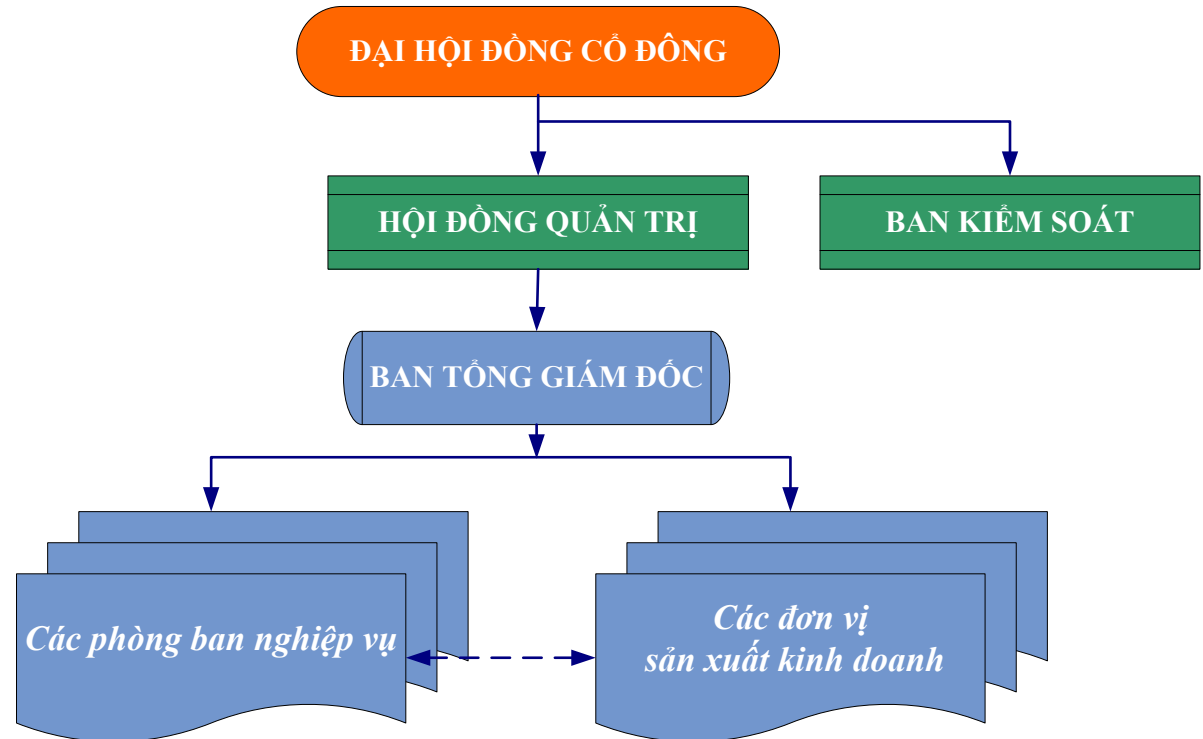 ĐẠI HỘI ĐỒNG CỔ ĐÔNG
HỘI ĐỒNG QUẢN TRỊ
BAN KIỂM SOÁT
BAN TỔNG GIÁM ĐỐC
Các phòng ban nghiệp vụ
Các đơn vị
sản xuất kinh doanh